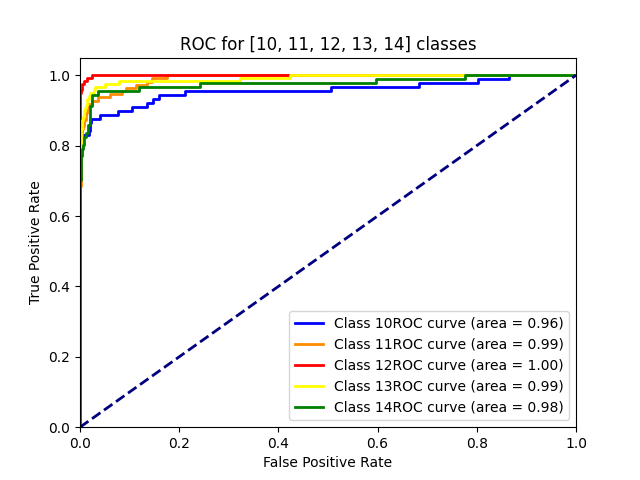 ROC for [10, 11, 12, 13, 14] classes
True Positive Rate
1.0
0.8
0.6
0.4
0.2
0.0
Class 10ROC curve (area = 0.96)
Class 11ROC curve (area = 0.99)
Class 12ROC curve (area = 1.00)
Class 13ROC curve (area = 0.99)
Class 14ROC curve (area = 0.98)
0.0 0.2 0.4 0.6 0.8 1.0
False Positive Rate